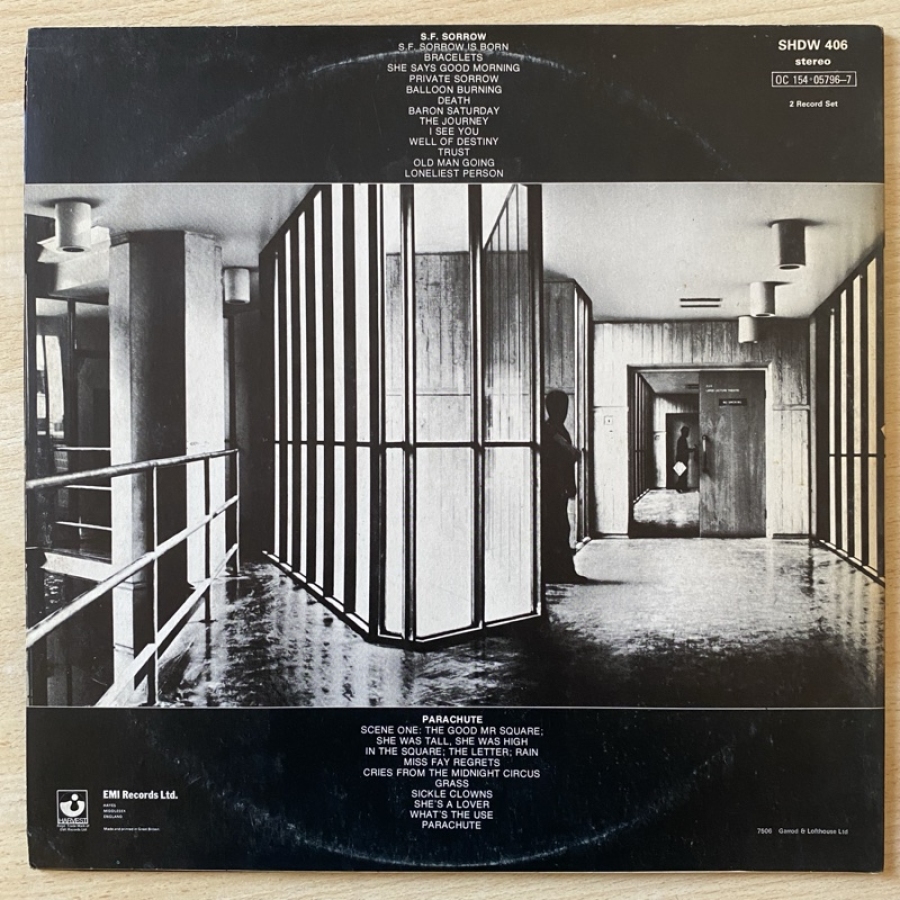 S.F. SORROW
S.F. SORROW IS BORN
BRACELETS
SHE SAYS GOOD MORNING
PRIVATE SORROW
BALLOON BURNING
DEATH
BARON SATURDAY
THE JOURNEY
I SEE YOU
WELL OF DESTINY
TRUST
OLD MAN GOING
LONELIEST PERSON
SHDW 406
stereo
OC 154·05796–7
2 Record Set
PARACHUTE
SCENE ONE: THE GOOD MR SQUARE;
SHE WAS TALL, SHE WAS HIGH
IN THE SQUARE; THE LETTER; RAIN
MISS FAY REGRETS
CRIES FROM THE MIDNIGHT CIRCUS
GRASS
SICKLE CLOWNS
SHE'S A LOVER
WHAT'S THE USE
PARACHUTE
HARVEST
EMI Records Ltd.
HAYES
MIDDLESEX
ENGLAND
Made and printed in Great Britain
7506 Garrod & Lofthouse Ltd